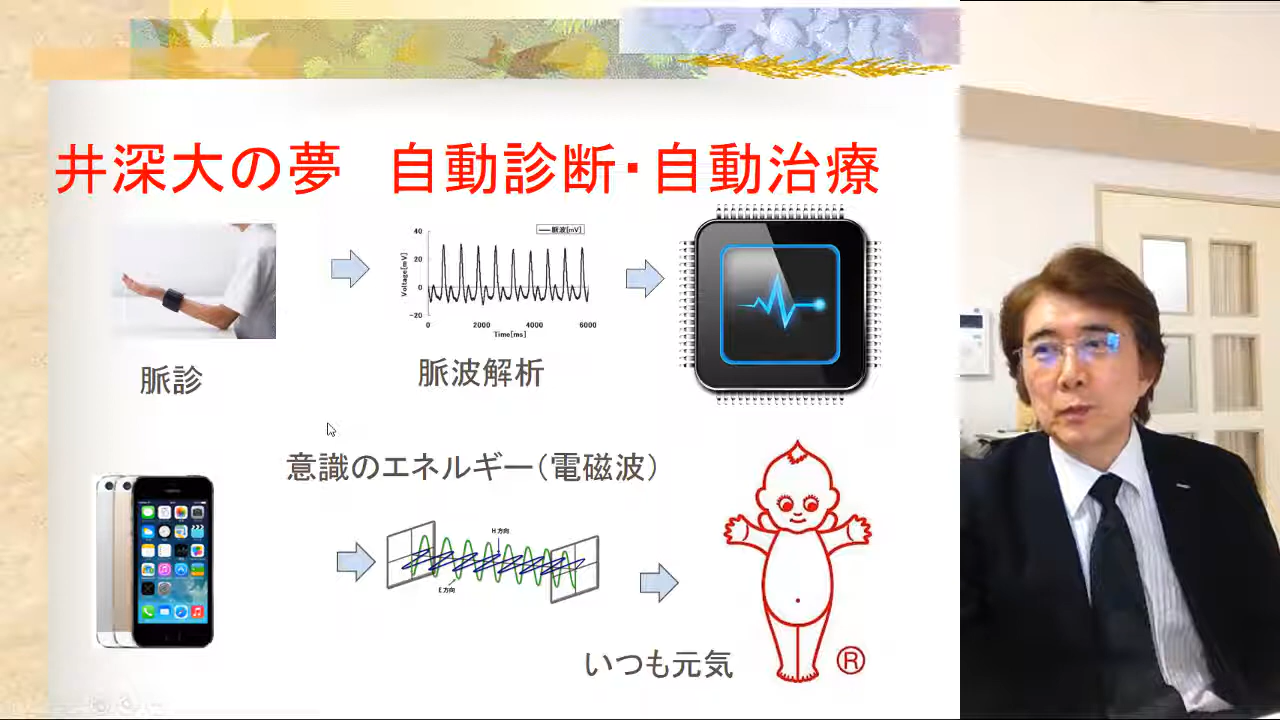 井深大の夢　自動診断・自動治療
脈診
脈波[mV]
Voltage[mV]
40
20
0
-20
0 2000 4000 6000
Time[ms]
脈波解析
意識のエネルギー（電磁波）
H 方向
E 方向
いつも元気
®